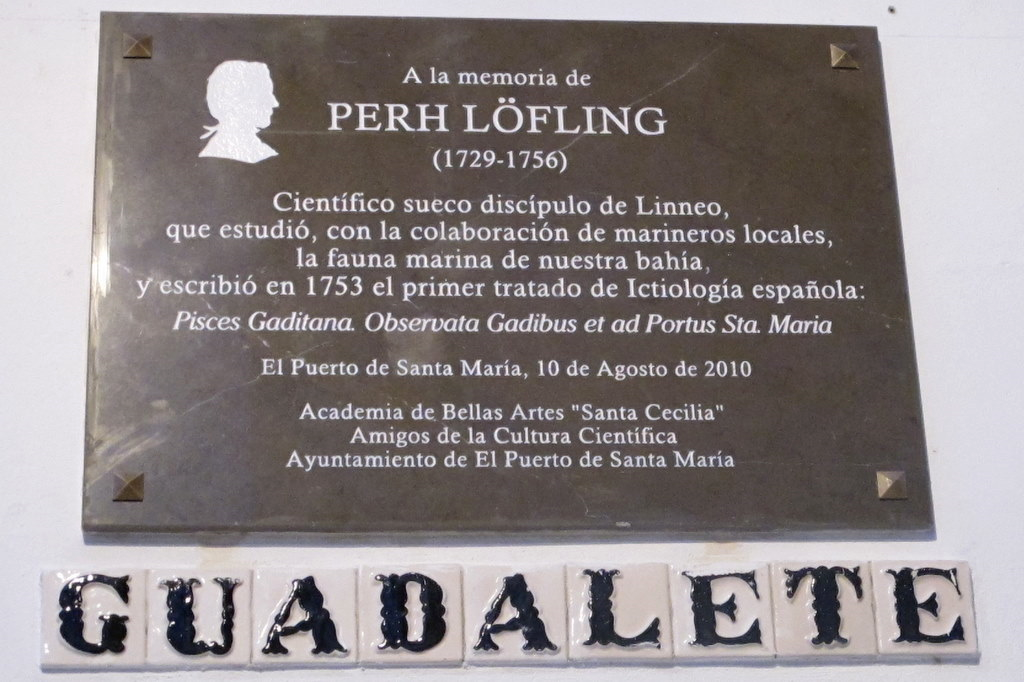 A la memoria de
PERH LÖFLING
(1729-1756)
Científico sueco discípulo de Linneo,
que estudió, con la colaboración de marineros locales,
la fauna marina de nuestra bahía,
y escribió en 1753 el primer tratado de Ictiología española:
Pisces Gaditana. Observata Gadibus et ad Portus Sta. Maria
El Puerto de Santa María, 10 de Agosto de 2010
Academia de Bellas Artes "Santa Cecilia"
Amigos de la Cultura Científica
Ayuntamiento de El Puerto de Santa María
GUADALETE